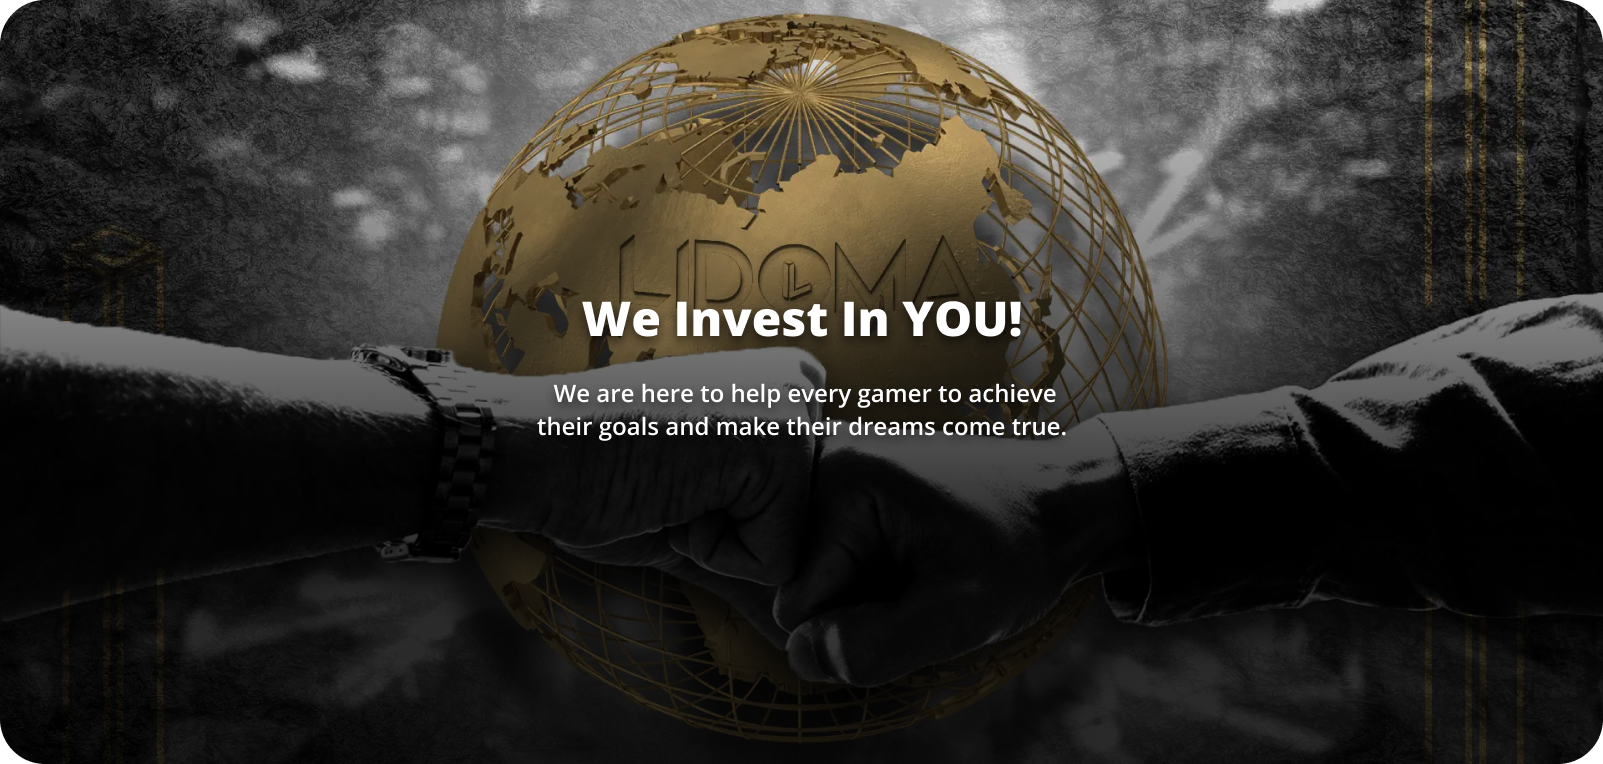 LIDOMA
We Invest In YOU!
We are here to help every gamer to achieve
their goals and make their dreams come true.